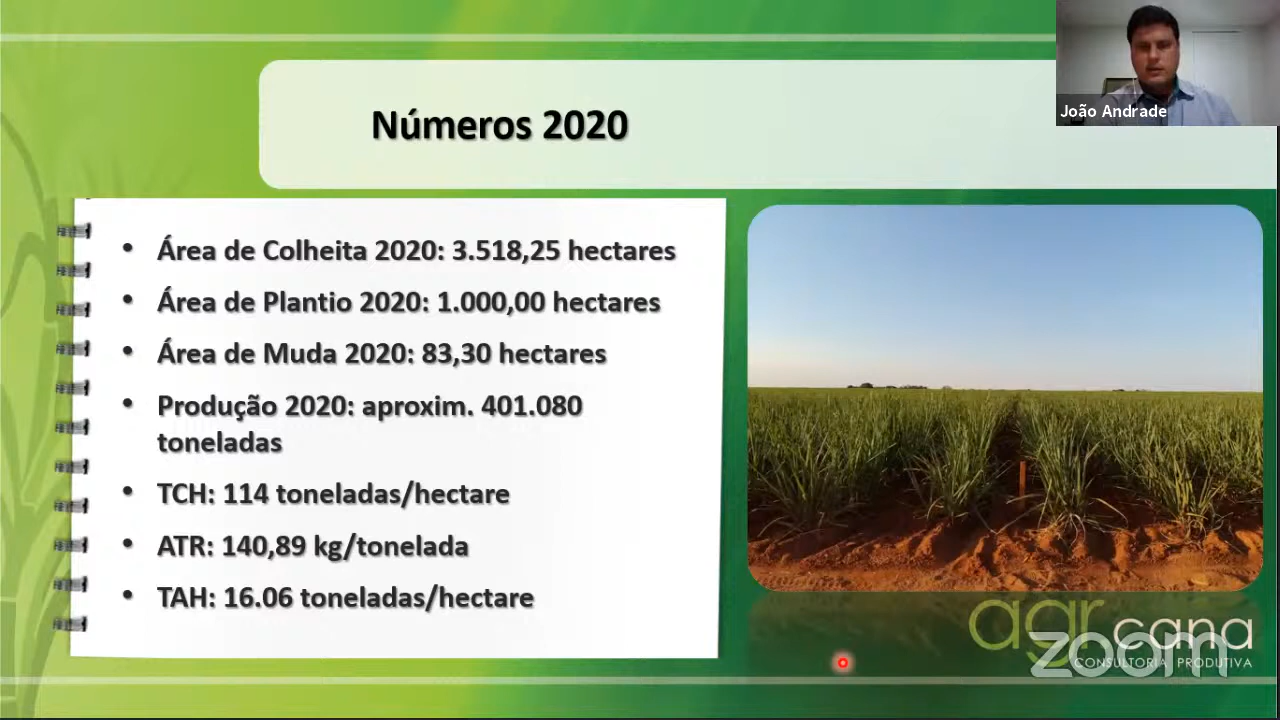 João Andrade
Números 2020
• Área de Colheita 2020: 3.518,25 hectares
• Área de Plantio 2020: 1.000,00 hectares
• Área de Muda 2020: 83,30 hectares
• Produção 2020: aproxim. 401.080
toneladas
• TCH: 114 toneladas/hectare
• ATR: 140,89 kg/tonelada
• TAH: 16.06 toneladas/hectare
agrcana
zoom
CONSULTORIA PRODUTIVA